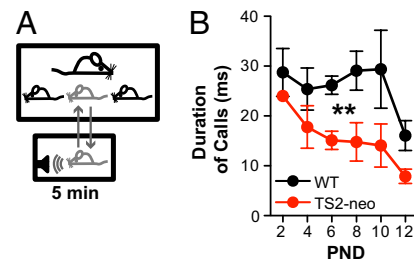 A
5 min
B
Duration
of Calls (ms)
40
30
20
10
0
**
WT
TS2-neo
2 4 6 8 10 12
PND